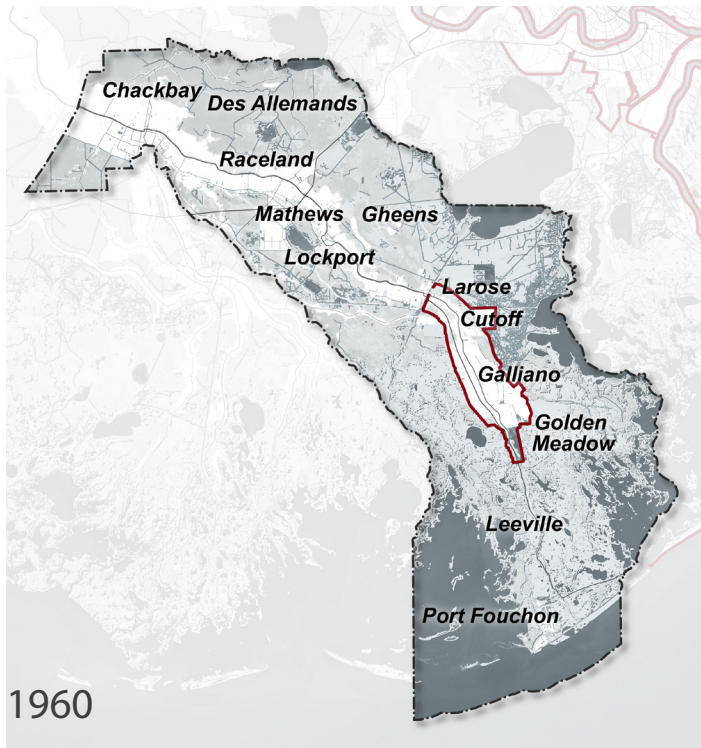 Chackbay
Des Allemands
Raceland
Mathews
Gheens
Lockport
Larose
Cutoff
Galliano
Golden
Meadow
Leeville
Port Fouchon
1960